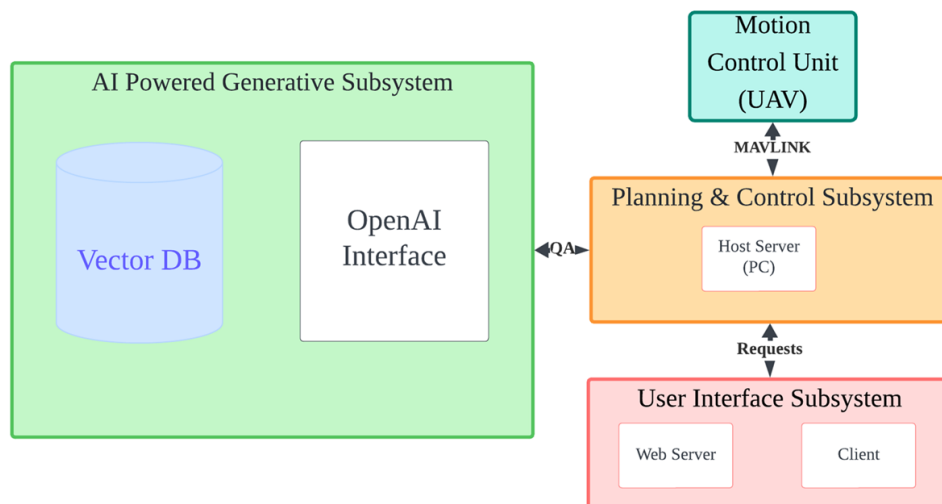 Motion
Control Unit
(UAV)
AI Powered Generative Subsystem
MAVLINK
Planning & Control Subsystem
OpenAI
Interface
Vector DB
QA
Host Server
(PC)
Requests
User Interface Subsystem
Web Server
Client